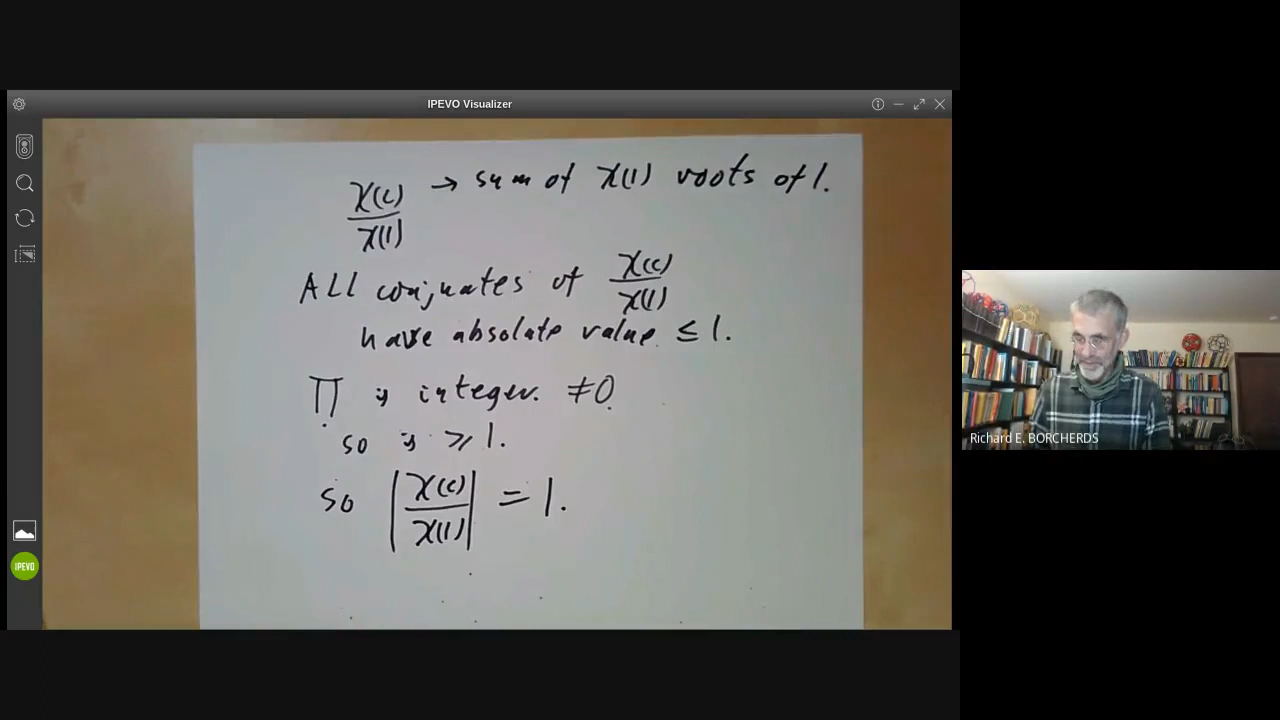 IPEVO Visualizer
χ(c)/χ(1) → sum of χ(1) roots of 1.
All conjuates of χ(c)/χ(1)
have absolute value ≤ 1.
∏ is integer. ≠0.
so is ⩾ 1.
so |χ(c)/χ(1)| = 1.
IPEVO
Richard E. BORCHERDS